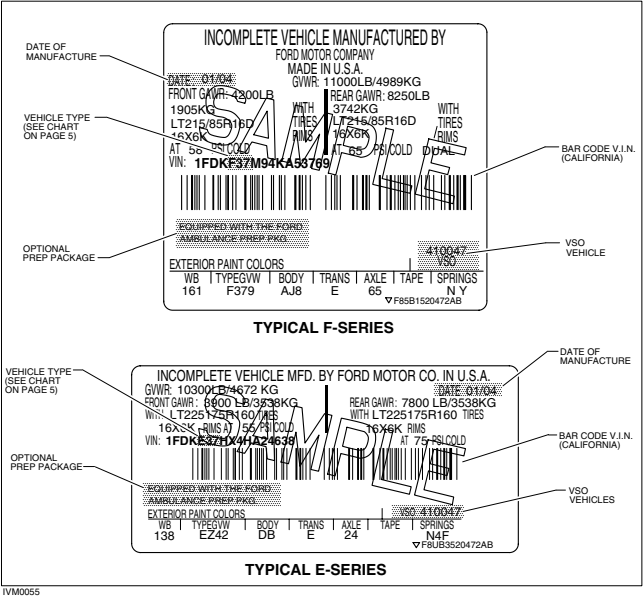 INCOMPLETE VEHICLE MANUFACTURED BY
FORD MOTOR COMPANY
MADE IN U.S.A.
DATE 01/04
GVWR: 11000LB/4989KG
FRONT GAWR: 4200LB
REAR GAWR: 8250LB
1905KG
WITH
3742KG
WITH
LT215/85R16D
TIRES
LT215/85R16D
TIRES
16X6K
RIMS
16X6K
RIMS
AT 58 PSI COLD
AT 65 PSI COLD DUAL
VIN: 1FDKF37M94KA53769
SAMPLE
EQUIPPED WITH THE FORD
AMBULANCE PREP PKG.
410047
VSO
EXTERIOR PAINT COLORS
WB TYPEGVW BODY TRANS AXLE TAPE SPRINGS
161 F379 AJ8 E 65 N Y
F85B1520472AB
DATE OF
MANUFACTURE
VEHICLE TYPE
(SEE CHART
ON PAGE 5)
OPTIONAL
PREP PACKAGE
BAR CODE V.I.N.
(CALIFORNIA)
VSO
VEHICLE
TYPICAL F-SERIES
INCOMPLETE VEHICLE MFD. BY FORD MOTOR CO. IN U.S.A.
GVWR: 10300LB/4672 KG
DATE 01/04
FRONT GAWR: 3900 LB/3538KG
REAR GAWR: 7800 LB/3538KG
WITH LT225175R160 TIRES
WITH LT225175R160 TIRES
RIMS AT 55 PSI COLD
16X6K RIMS
AT 75 PSI COLD
VIN: 1FDKE37HX4HA24638
SAMPLE
EQUIPPED WITH THE FORD
AMBULANCE PREP PKG.
EXTERIOR PAINT COLORS
VSO 410047
WB TYPEGVW BODY TRANS AXLE TAPE SPRINGS
138 EZ42 DB E 24 N4F
F8UB3520472AB
VEHICLE TYPE
(SEE CHART
ON PAGE 5)
OPTIONAL
PREP PACKAGE
DATE OF
MANUFACTURE
BAR CODE V.I.N.
(CALIFORNIA)
VSO
VEHICLES
TYPICAL E-SERIES
IVM0055